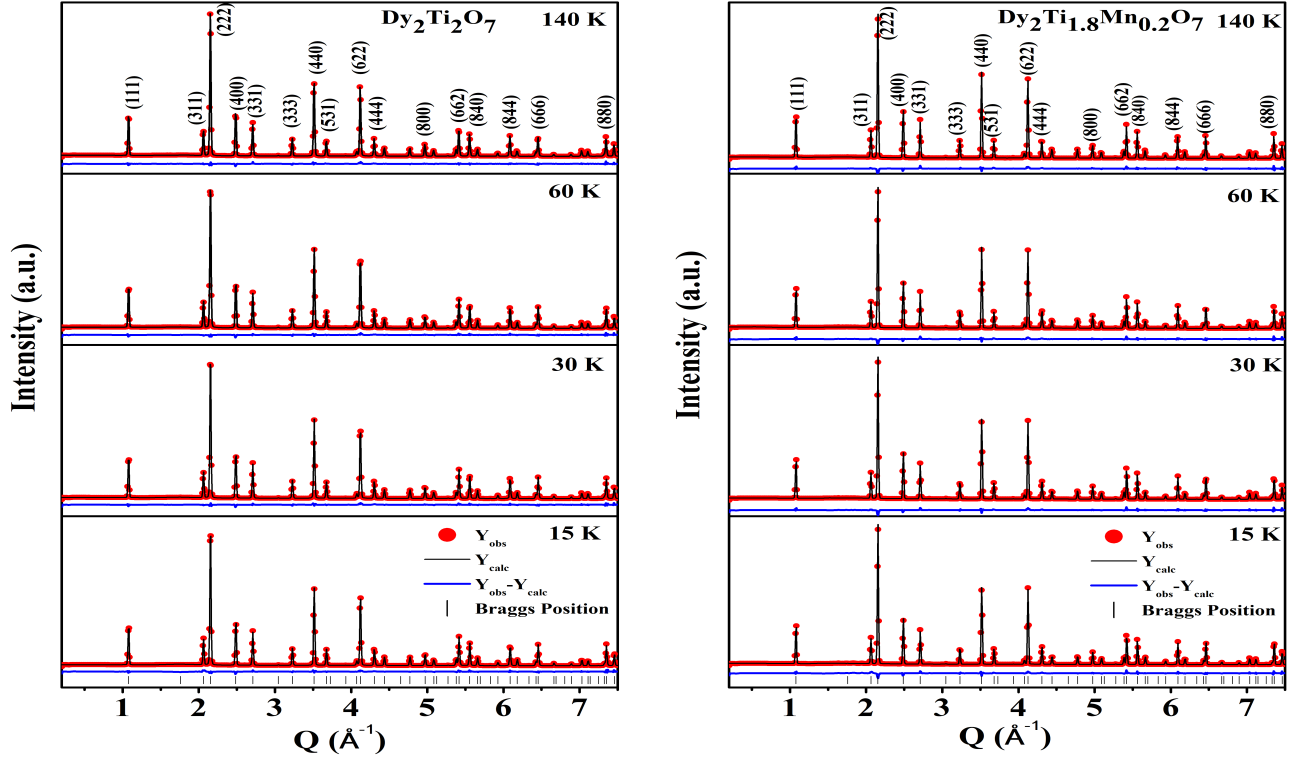 Dy2Ti2O7 140 K
(111)
(311)
(222)
(400)
(331)
(333)
(440)
(531)
(622)
(444)
(800)
(662)
(840)
(844)
(666)
(880)
60 K
30 K
15 K
Yobs
Ycalc
Yobs-Ycalc
Braggs Position
1 2 3 4 5 6 7
Q (Å-1)
Intensity (a.u.)
Dy2Ti1.8Mn0.2O7 140 K
(111)
(311)
(222)
(400)
(331)
(333)
(440)
(531)
(622)
(444)
(800)
(662)
(840)
(844)
(666)
(880)
60 K
30 K
15 K
Yobs
Ycalc
Yobs-Ycalc
Braggs Position
1 2 3 4 5 6 7
Q (Å-1)
Intensity (a.u.)